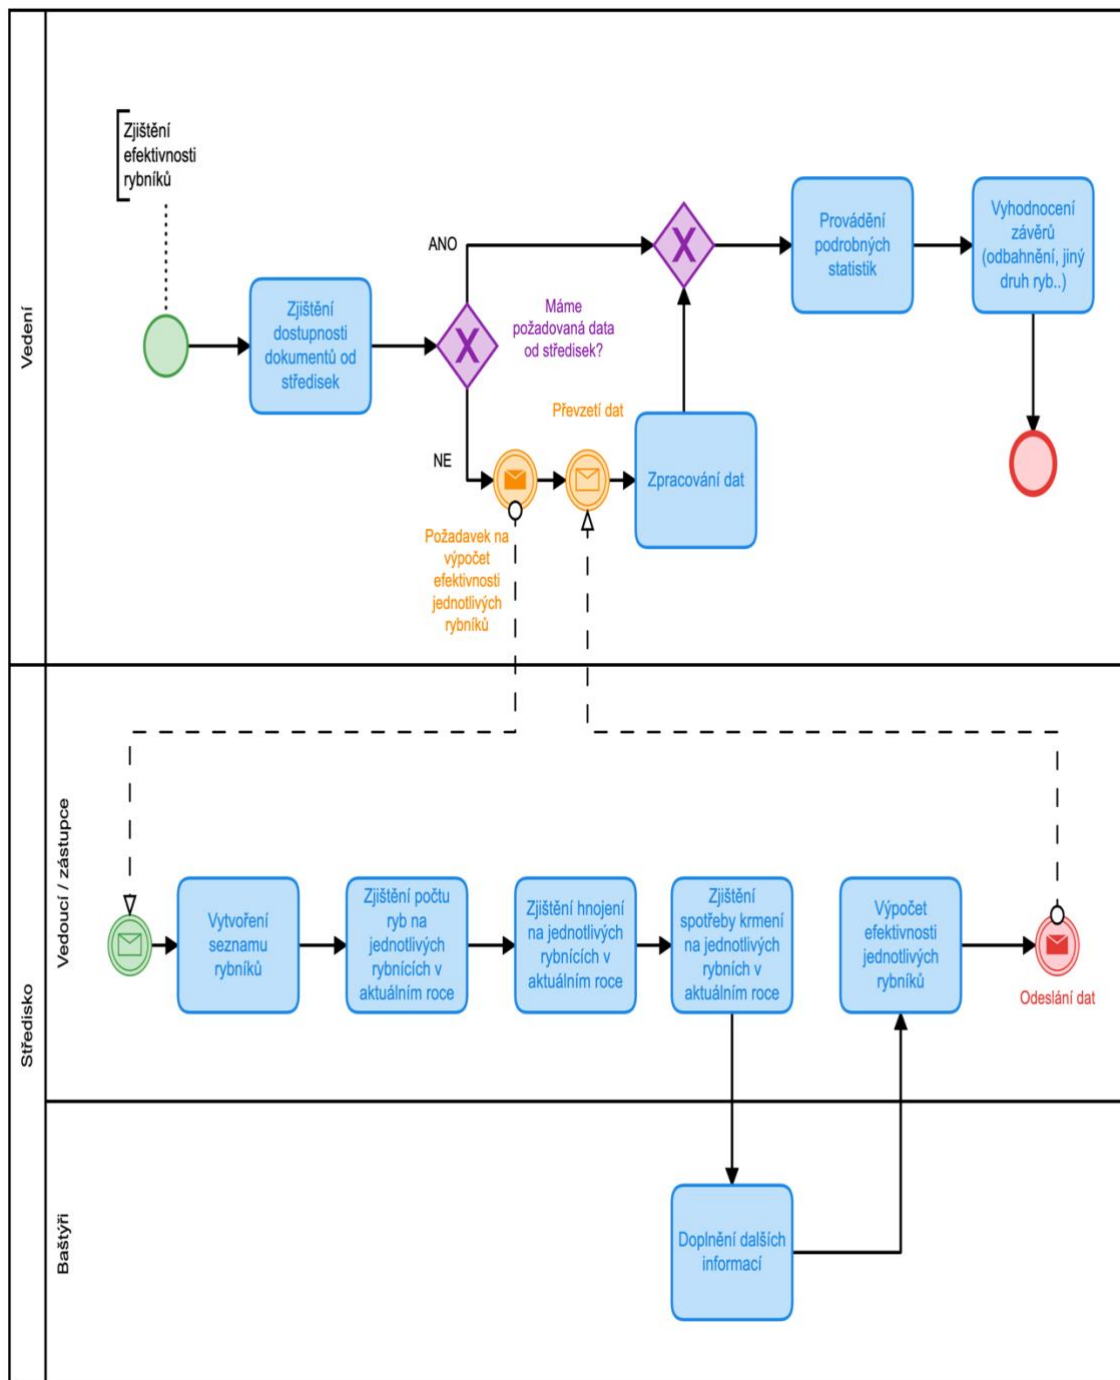 Vedení
Zjištění
efektivnosti
rybníků
Zjištění
dostupnosti
dokumentů od
středisek
ANO
NE
Máme
požadovaná data
od středisek?
Požadavek na
výpočet
efektivnosti
jednotlivých
rybníků
Převzetí dat
Zpracování dat
Provádění
podrobných
statistik
Vyhodnocení
závěrů
(odbahnění, jiný
druh ryb..)
Středisko
Vedoucí / zástupce
Vytvoření
seznamu
rybníků
Zjištění počtu
ryb na
jednotlivých
rybnících v
aktuálním roce
Zjištění hnojení
na jednotlivých
rybnících v
aktuálním roce
Zjištění
spotřeby krmení
na jednotlivých
rybních v
aktuálním roce
Výpočet
efektivnosti
jednotlivých
rybníků
Odeslání dat
Baštýři
Doplnění dalších
informací